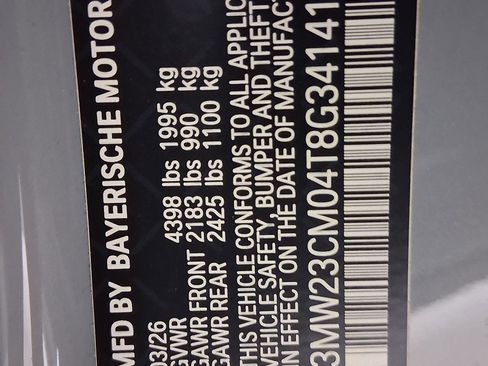 MFD BY BAYERISCHE MOTOR
03/26
GVWR 4398 lbs 1995 kg
GAWR FRONT 2183 lbs 990 kg
GAWR REAR 2425 lbs 1100 kg
THIS VEHICLE CONFORMS TO ALL APPLIC
VEHICLE SAFETY, BUMPER AND THEFT
IN EFFECT ON THE DATE OF MANUFAC
3MW23CM04T8G34141